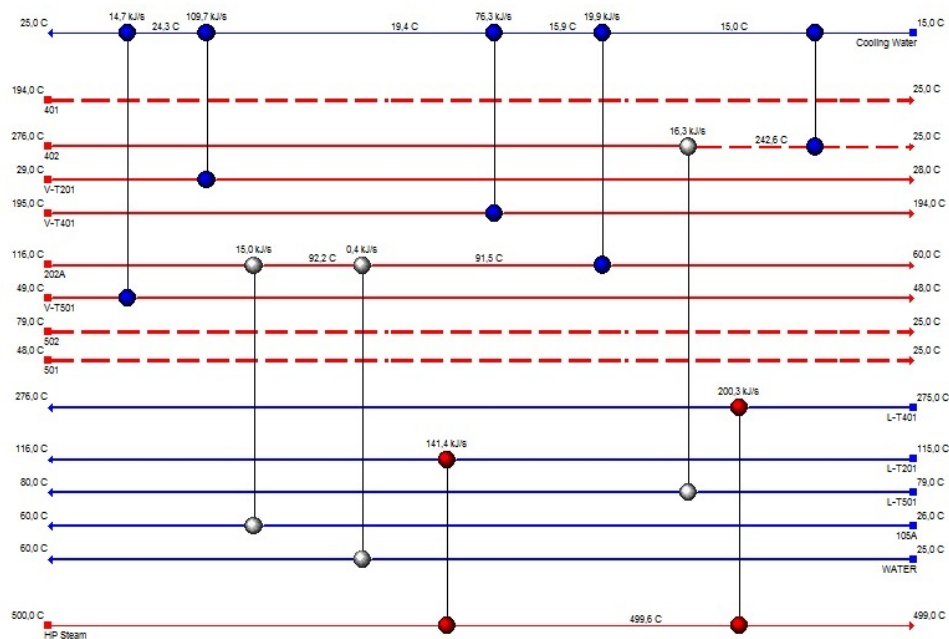 14,7 kJ/s 109,7 kJ/s 76,3 kJ/s 19,9 kJ/s
25,0 C 24,3 C 19,4 C 15,9 C 15,0 C 15,0 C
Cooling Water
194,0 C 25,0 C
401
276,0 C 16,3 kJ/s 242,6 C 25,0 C
402
29,0 C 28,0 C
V-T201
195,0 C 194,0 C
V-T401
116,0 C 15,0 kJ/s 92,2 C 0,4 kJ/s 91,5 C 60,0 C
202A
49,0 C 48,0 C
V-T501
79,0 C 25,0 C
502
48,0 C 25,0 C
501
276,0 C 200,3 kJ/s 275,0 C
L-T401
116,0 C 141,4 kJ/s 115,0 C
L-T201
80,0 C 79,0 C
L-T501
60,0 C 26,0 C
105A
60,0 C 25,0 C
WATER
500,0 C 499,6 C 499,0 C
HP Steam